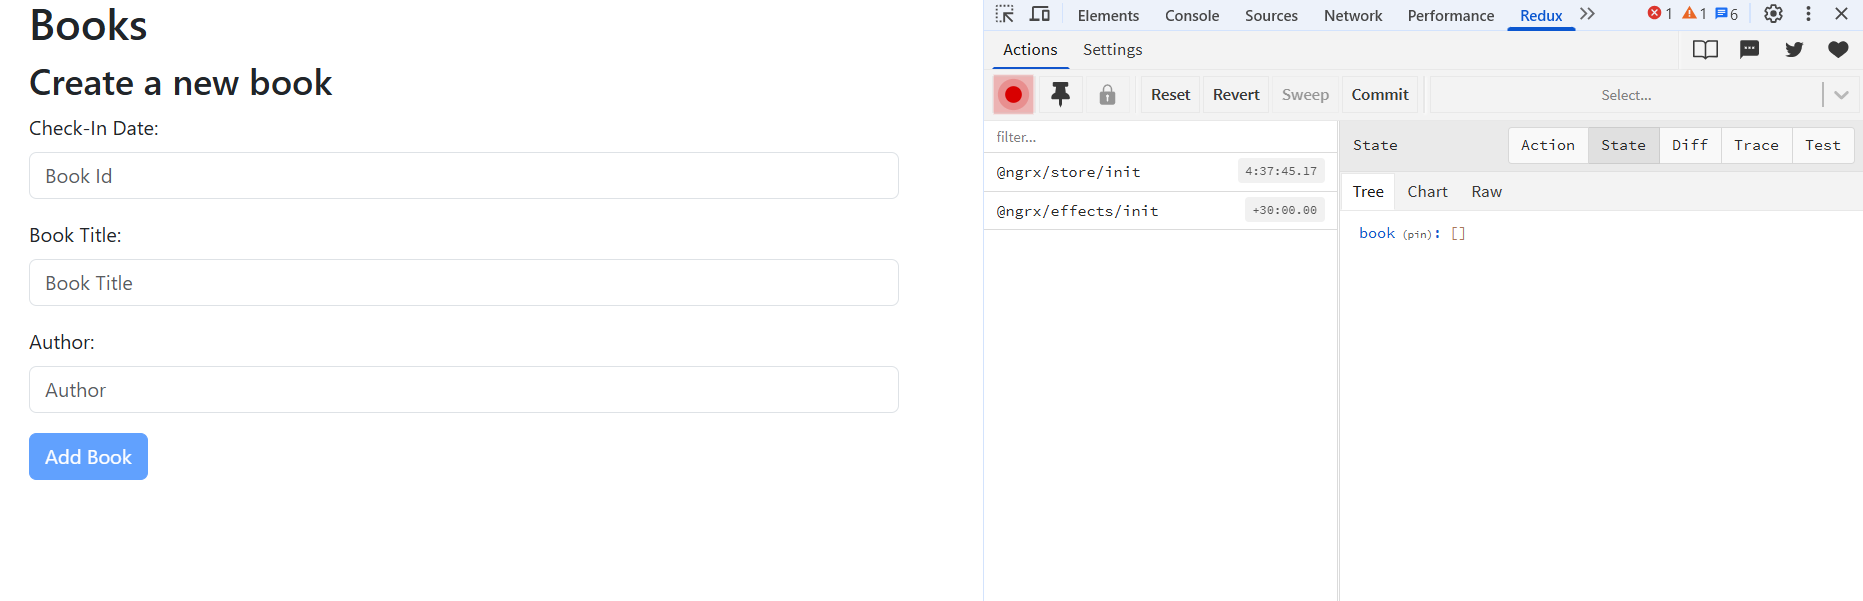 Books
Create a new book
Check-In Date:
Book Id
Book Title:
Book Title
Author:
Author
Add Book
Elements Console Sources Network Performance Redux 1 1 6
Actions Settings
Reset Revert Sweep Commit Select...
filter...
@ngrx/store/init 4:37:45.17
@ngrx/effects/init +30:00.00
State Action State Diff Trace Test
Tree Chart Raw
book (pin): []